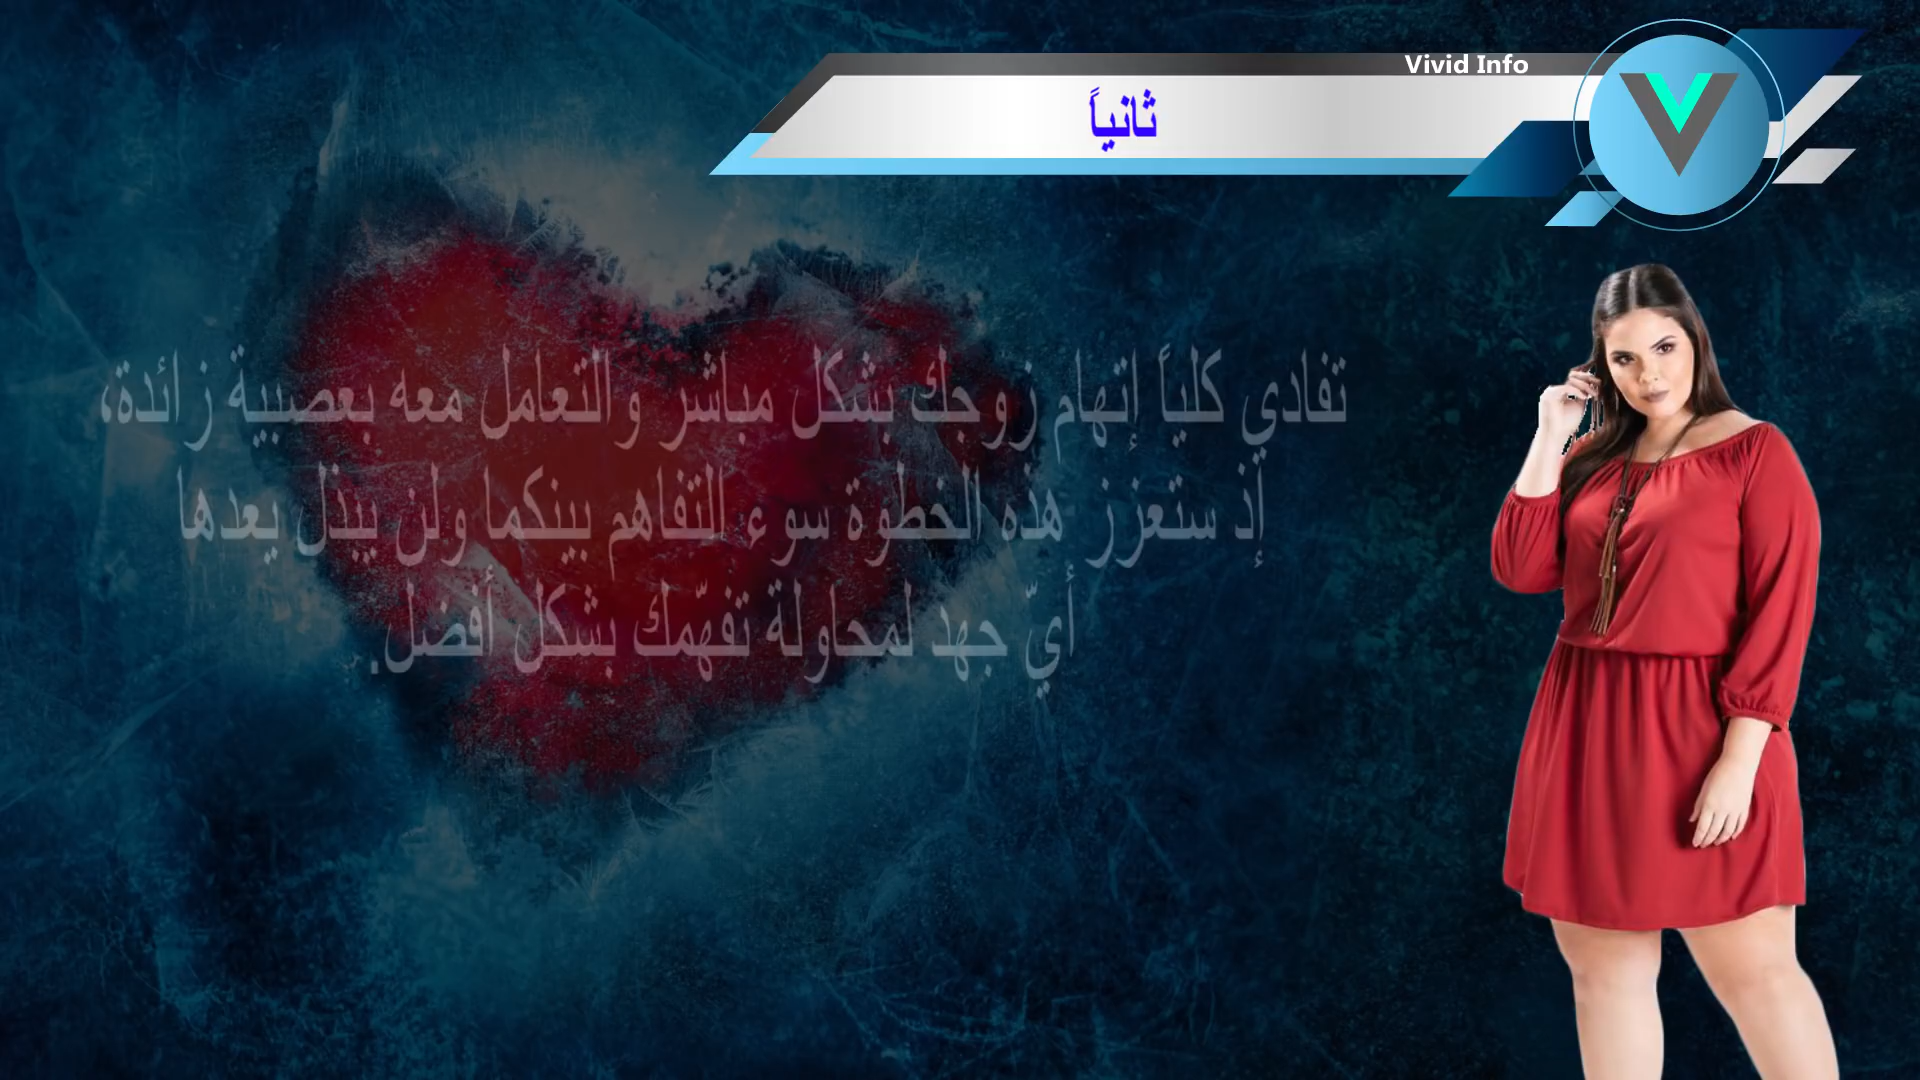 Vivid Info
ثانياً
تفادي كلياً إتهام زوجك بشكل مباشر والتعامل معه بعصبية زائدة،
إذ ستعزز هذه الخطوة سوء التفاهم بينكما ولن يبذل بعدها
أيّ جهد لمحاولة تفهّمك بشكل أفضل.